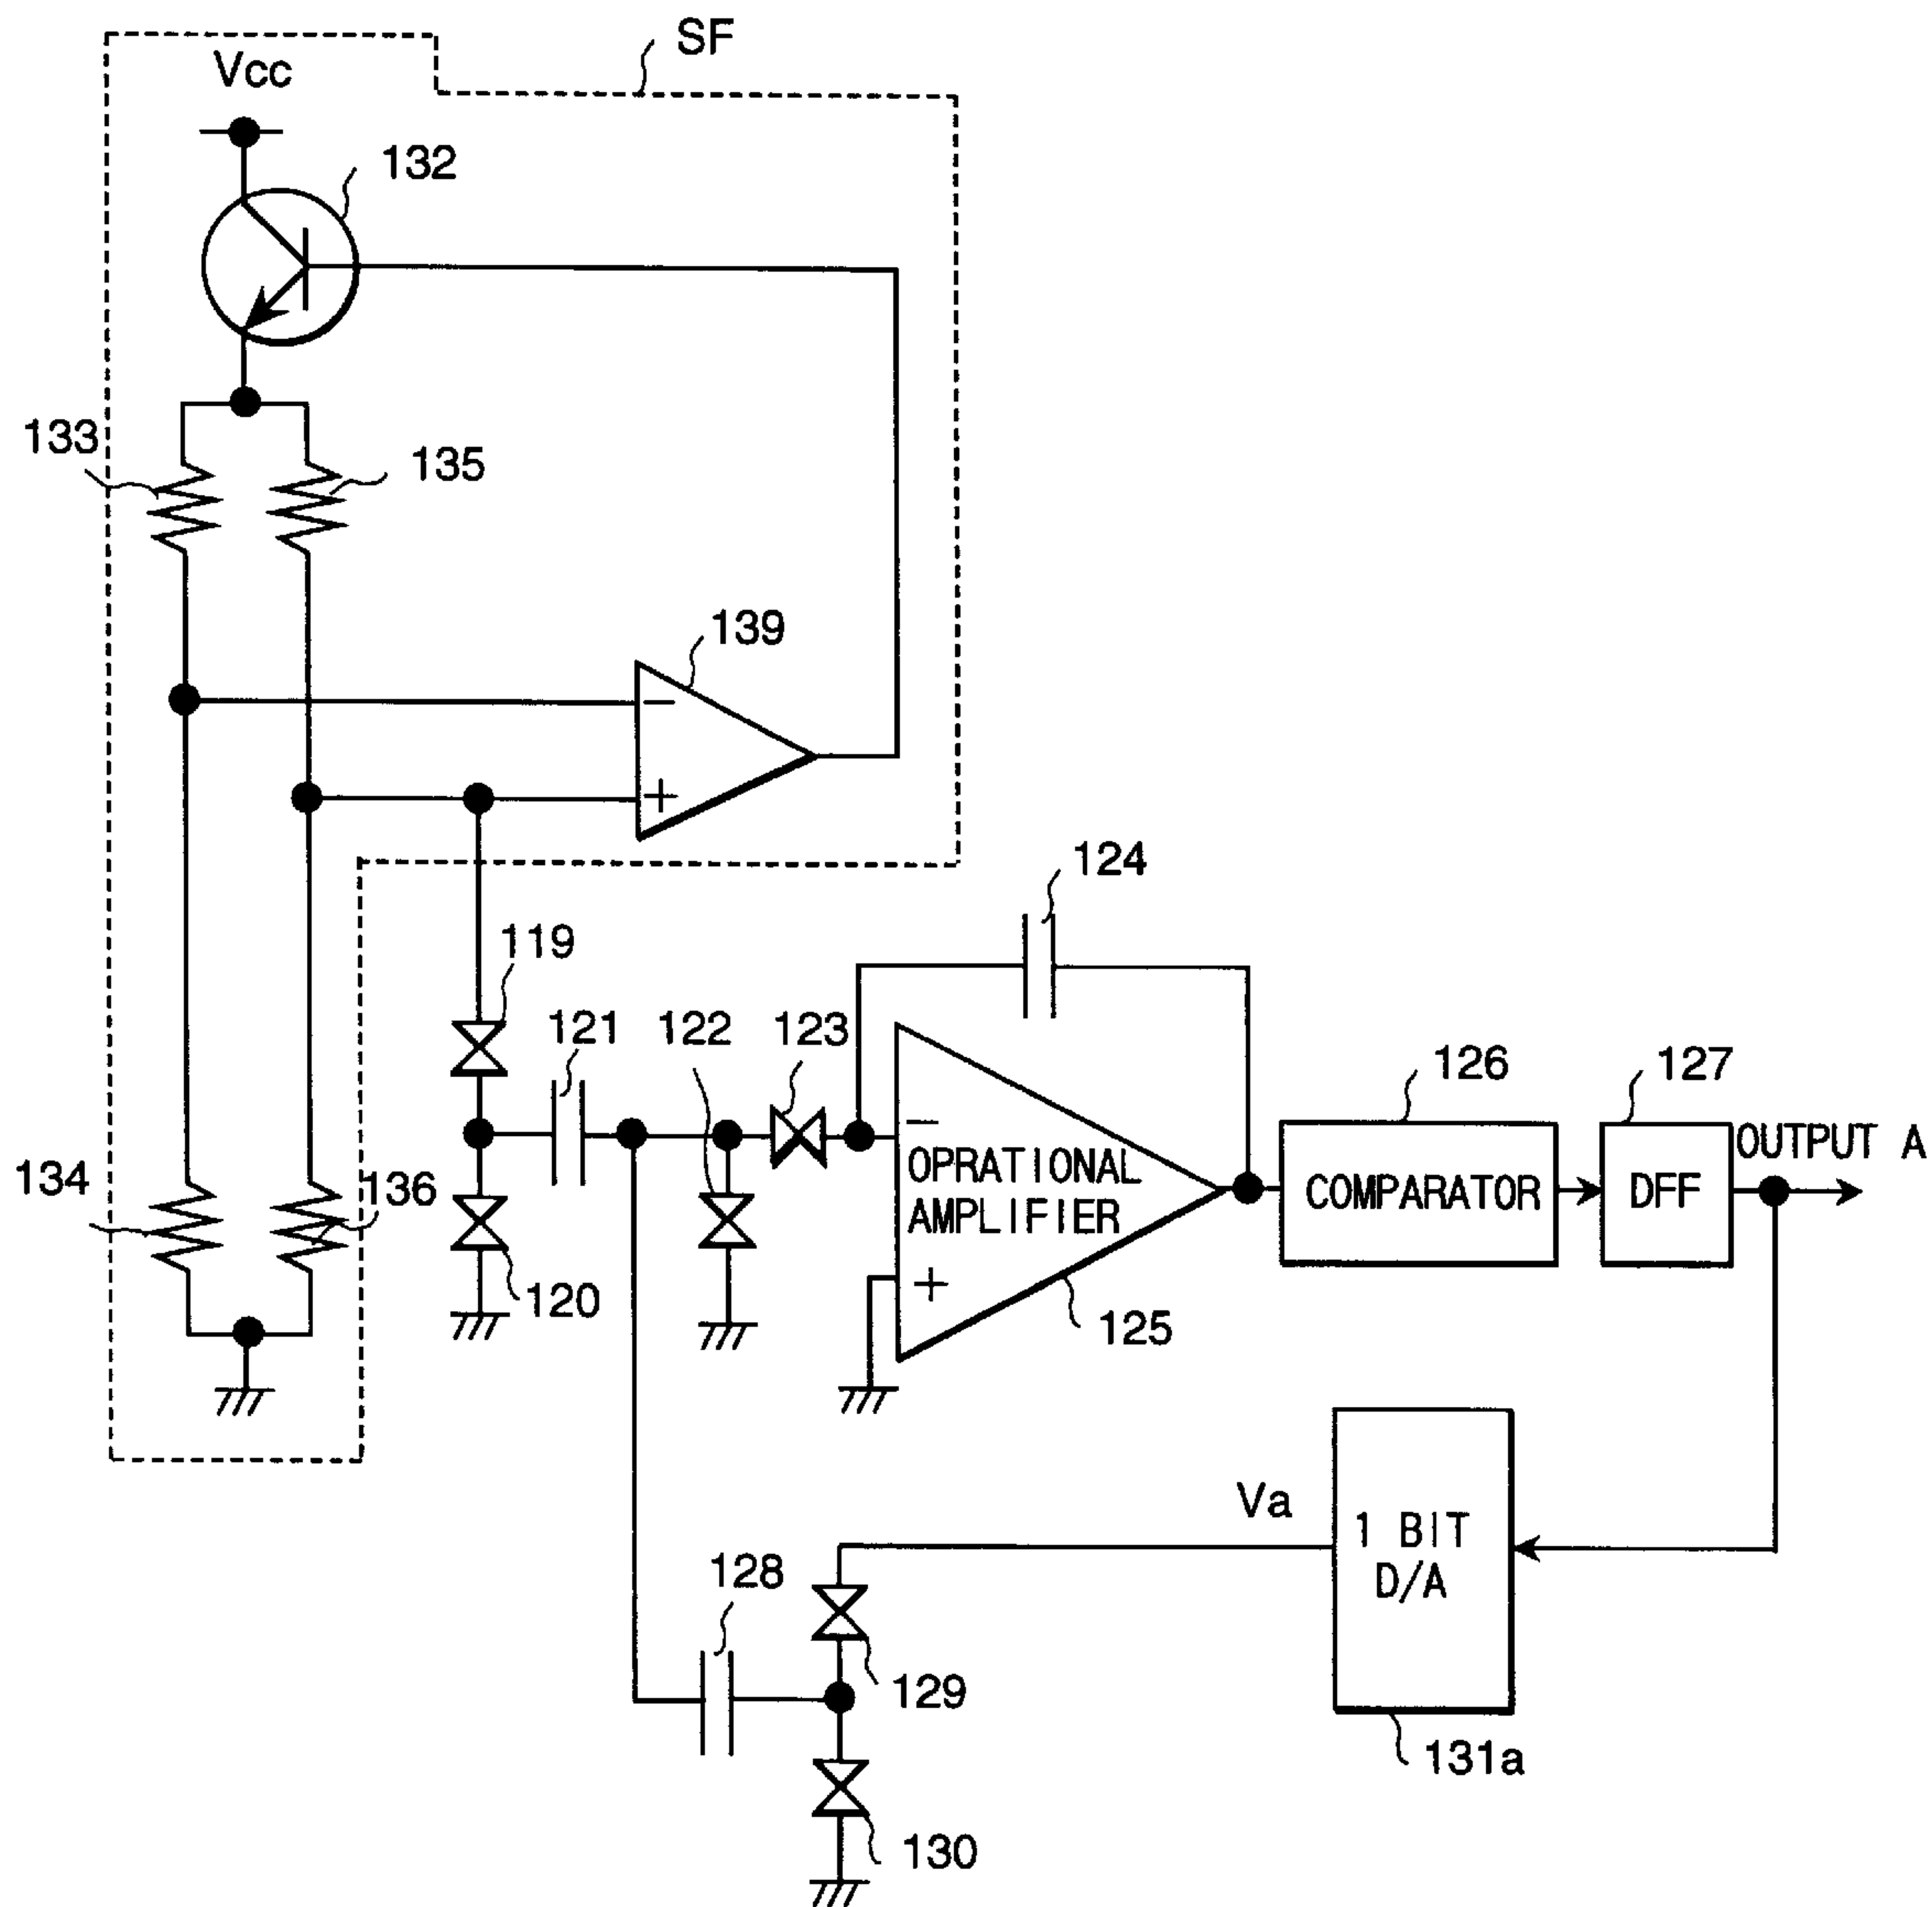 SF
Vcc
132
133
135
139
124
119
121
122
123
126
127
OUTPUT A
−
OPRATIONAL
AMPLIFIER
+
COMPARATOR
DFF
134
136
120
125
Va
1 BIT
D/A
128
129
131a
130
−
+